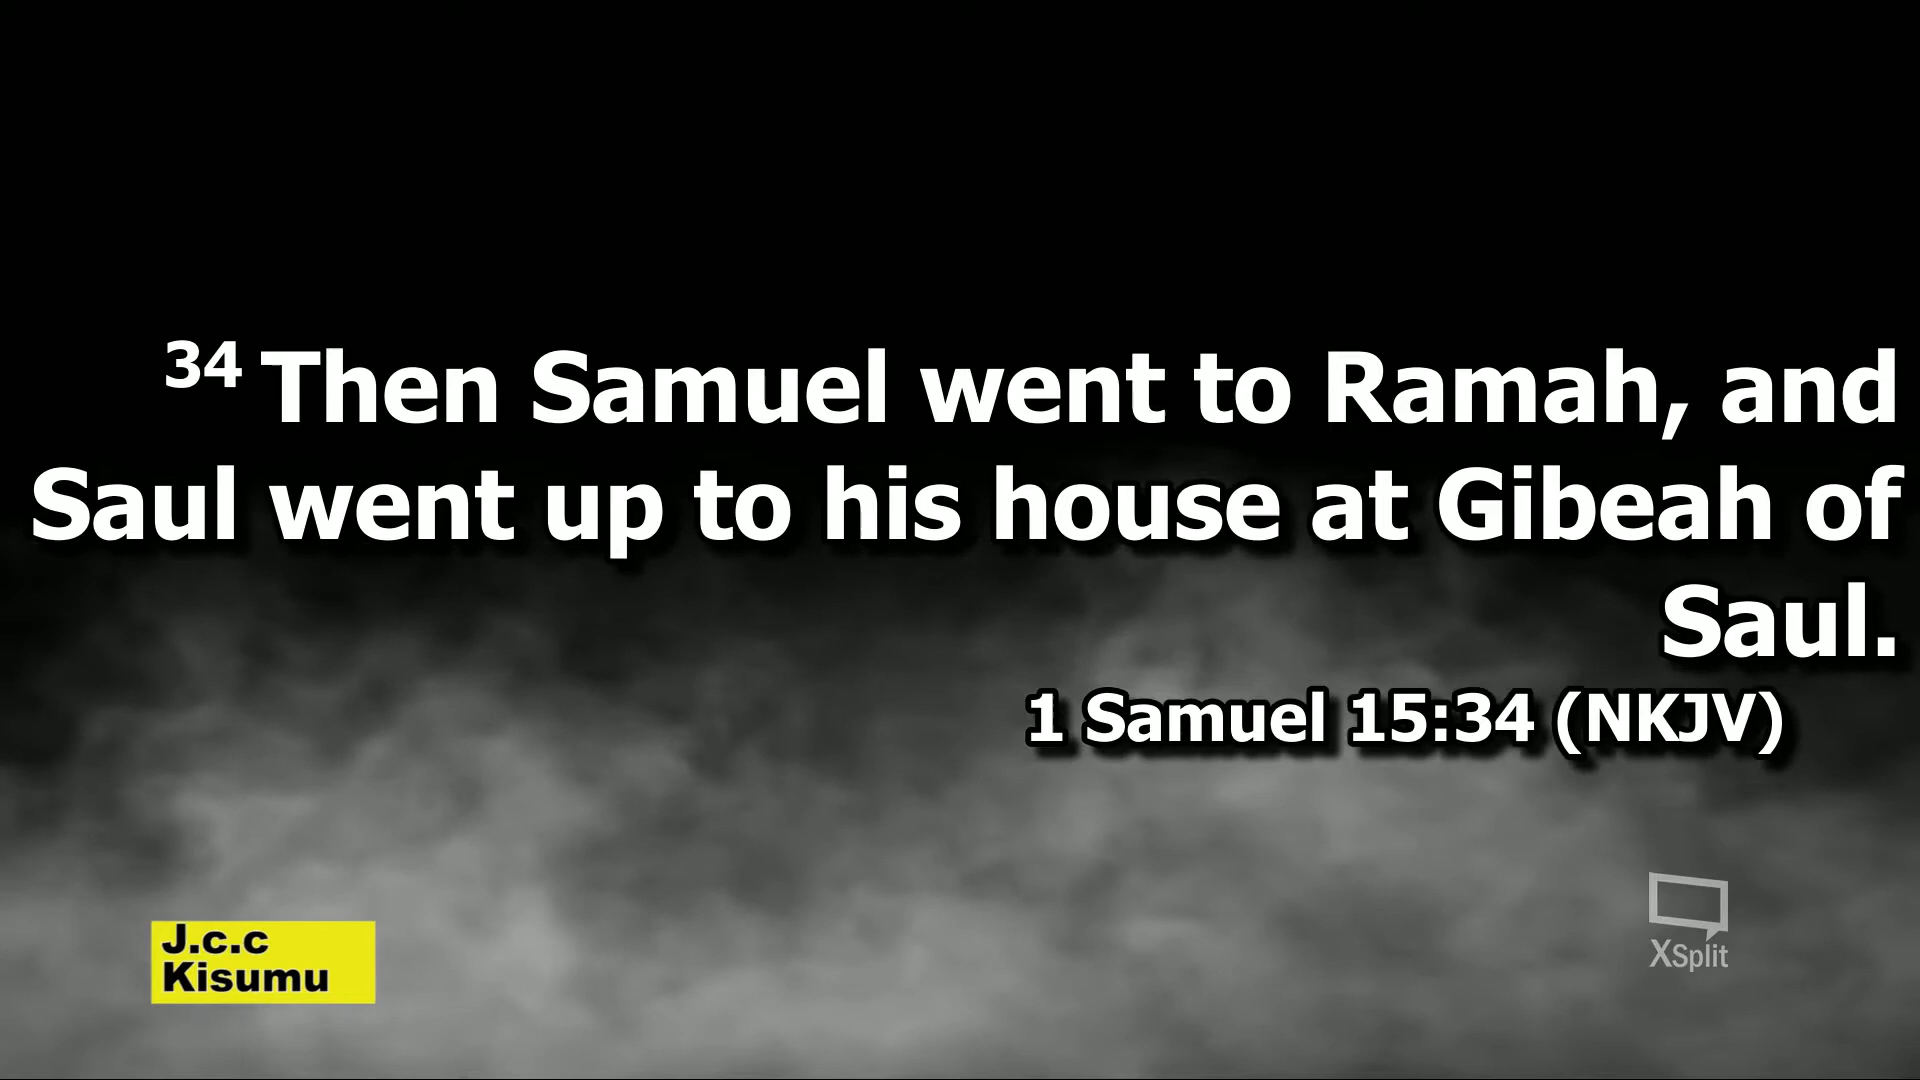 34 Then Samuel went to Ramah, and
Saul went up to his house at Gibeah of
Saul.
1 Samuel 15:34 (NKJV)
J.c.c
Kisumu
XSplit